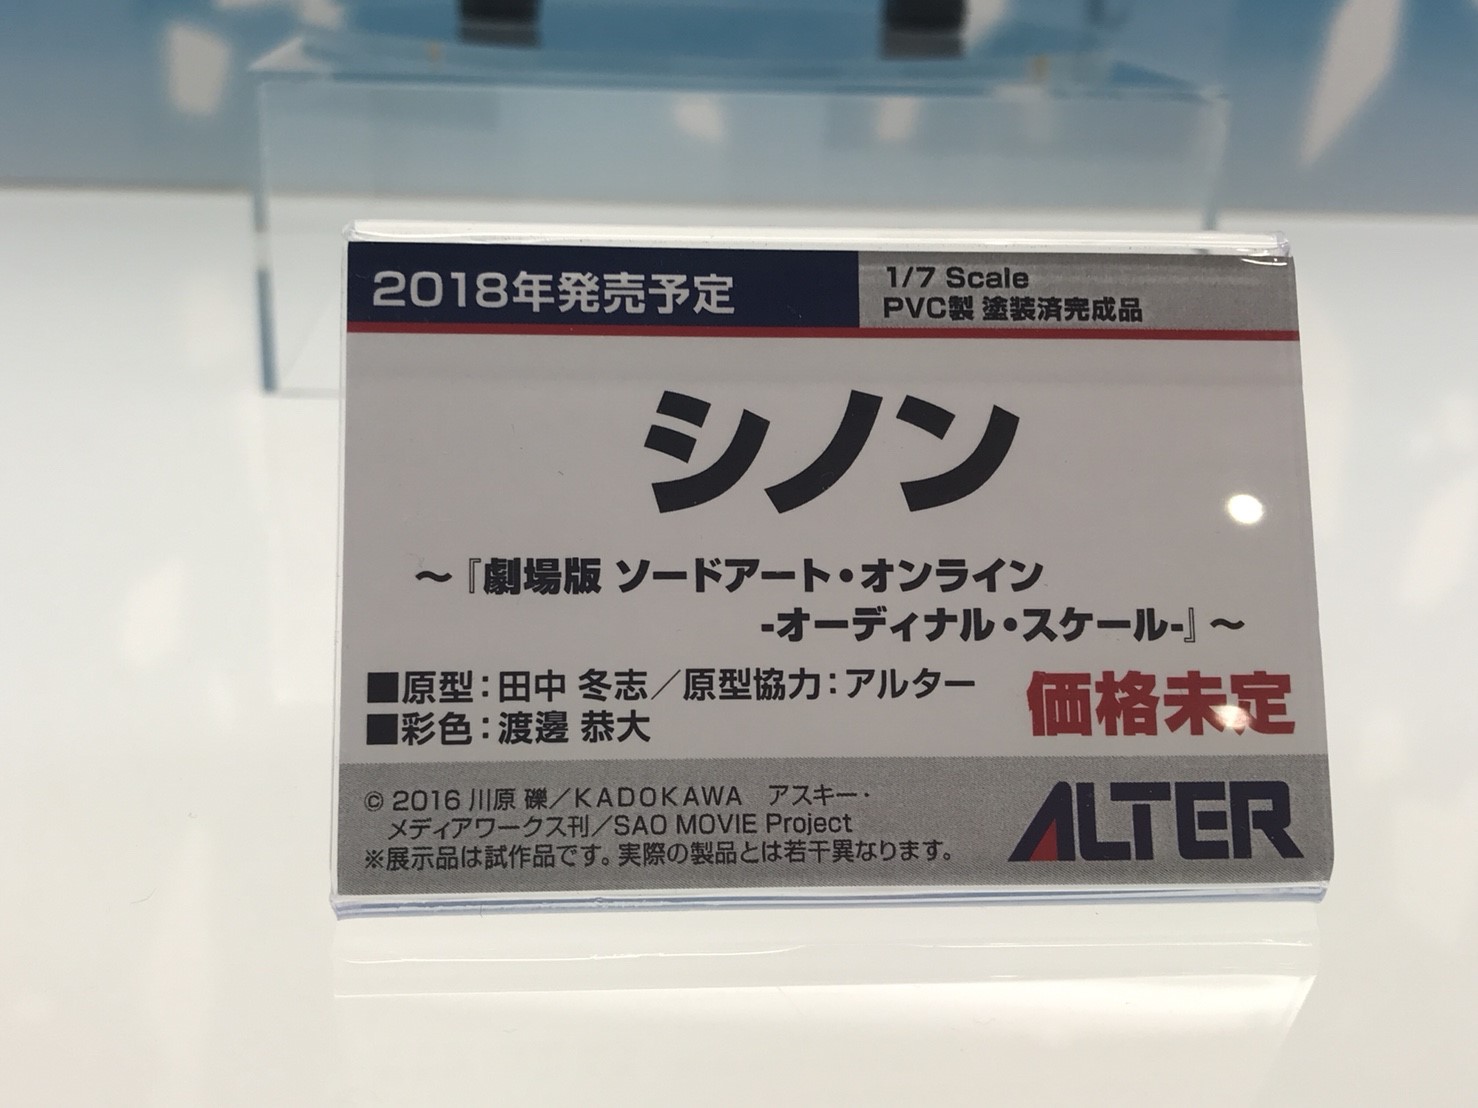 2018年発売予定
1/7 Scale
PVC製 塗装済完成品
シノン
～『劇場版 ソードアート・オンライン
-オーディナル・スケール-』～
■原型：田中 冬志／原型協力：アルター
■彩色：渡邊 恭大
価格未定
© 2016 川原 礫／KADOKAWA アスキー・
メディアワークス刊／SAO MOVIE Project
※展示品は試作品です。実際の製品とは若干異なります。
ALTER